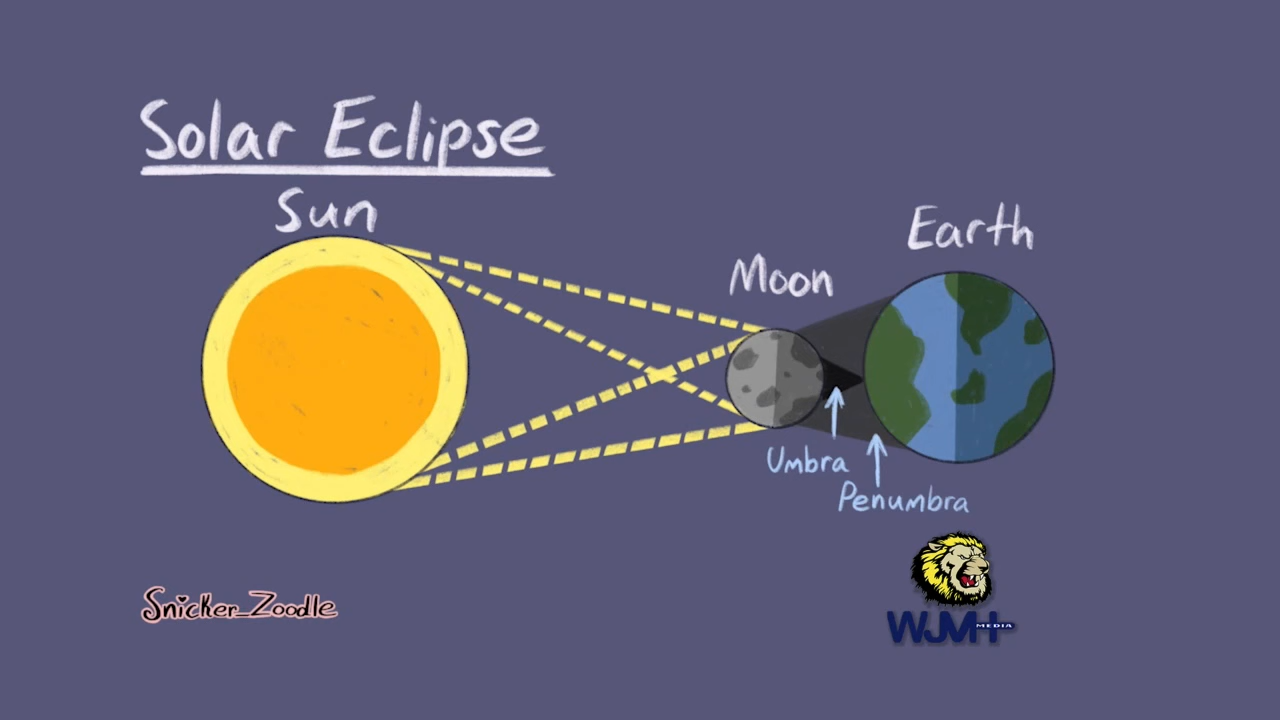 Solar Eclipse
Sun
Earth
Moon
Umbra
Penumbra
Snicker_Zoodle
WJMH
MEDIA